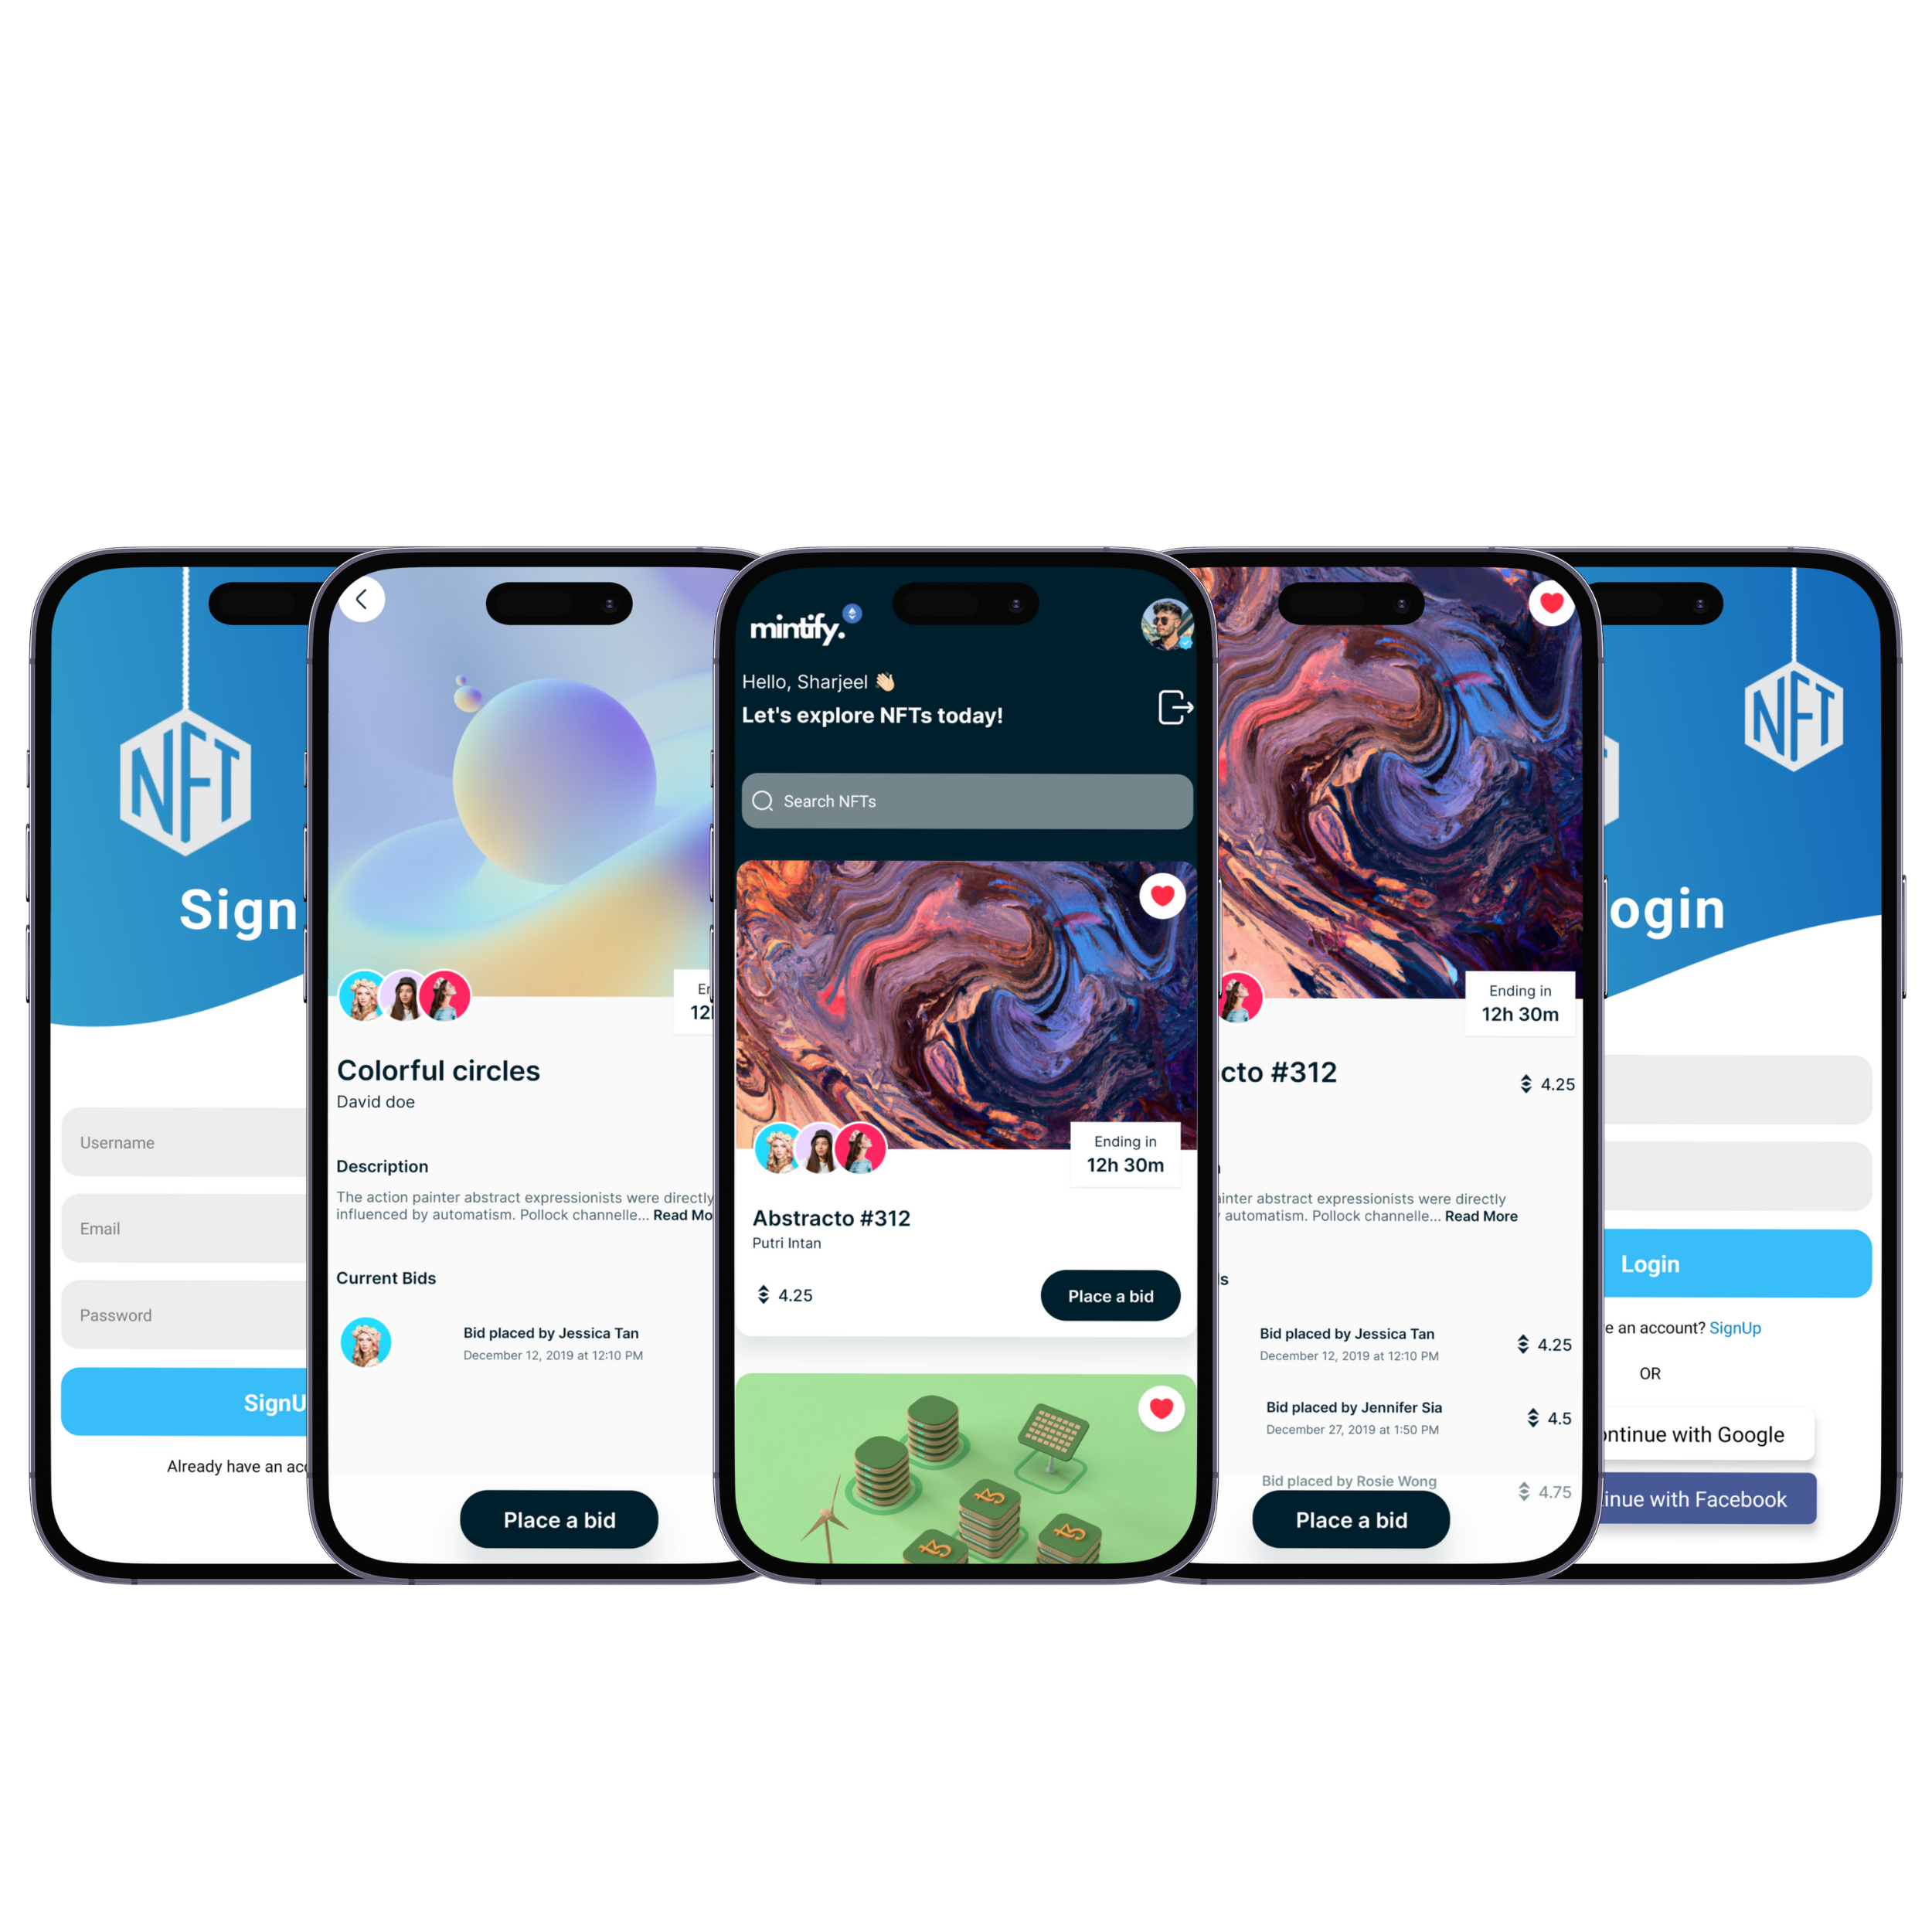 NFT
Sign
Username
Email
Password
SignU
Already have an acc
Colorful circles
David doe
12
Description
The action painter abstract expressionists were directly
influenced by automatism. Pollock channelle... Read Mo
Current Bids
Bid placed by Jessica Tan
December 12, 2019 at 12:10 PM
Place a bid
mintify.
Hello, Sharjeel 👋🏻
Let's explore NFTs today!
Search NFTs
Ending in
12h 30m
Abstracto #312
Putri Intan
4.25
Place a bid
Ending in
12h 30m
cto #312
4.25
inter abstract expressionists were directly
automatism. Pollock channelle... Read More
s
Bid placed by Jessica Tan
December 12, 2019 at 12:10 PM
4.25
Bid placed by Jennifer Sia
December 27, 2019 at 1:50 PM
4.5
Bid placed by Rosie Wong
4.75
Place a bid
NFT
ogin
Login
e an account? SignUp
OR
ontinue with Google
inue with Facebook